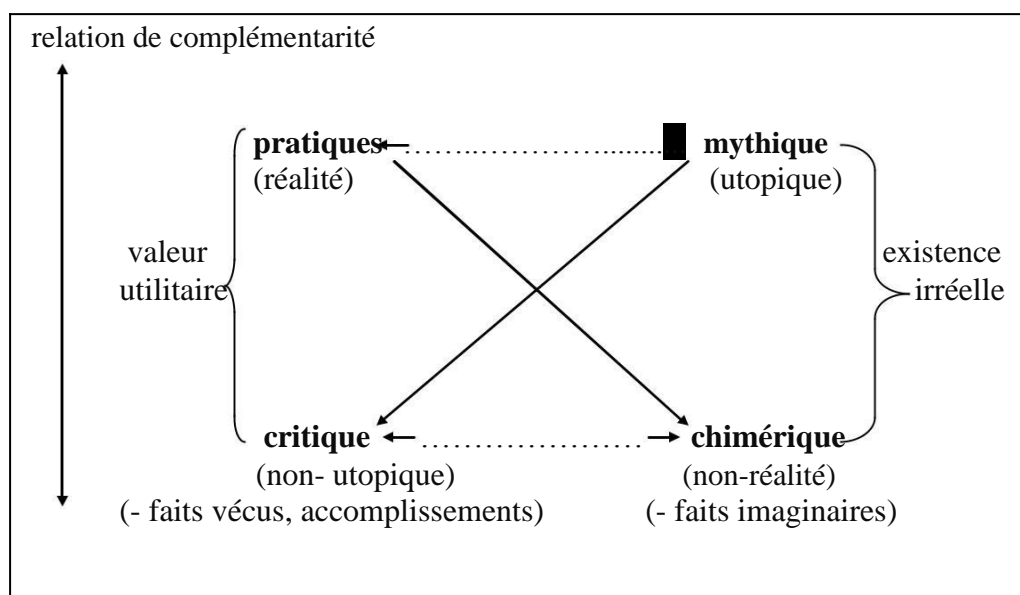 relation de complémentarité
pratiques ..................................... mythique
(réalité) (utopique)
valeur existence
utilitaire irréelle
critique ...................... chimérique
(non- utopique) (non-réalité)
(- faits vécus, accomplissements) (- faits imaginaires)